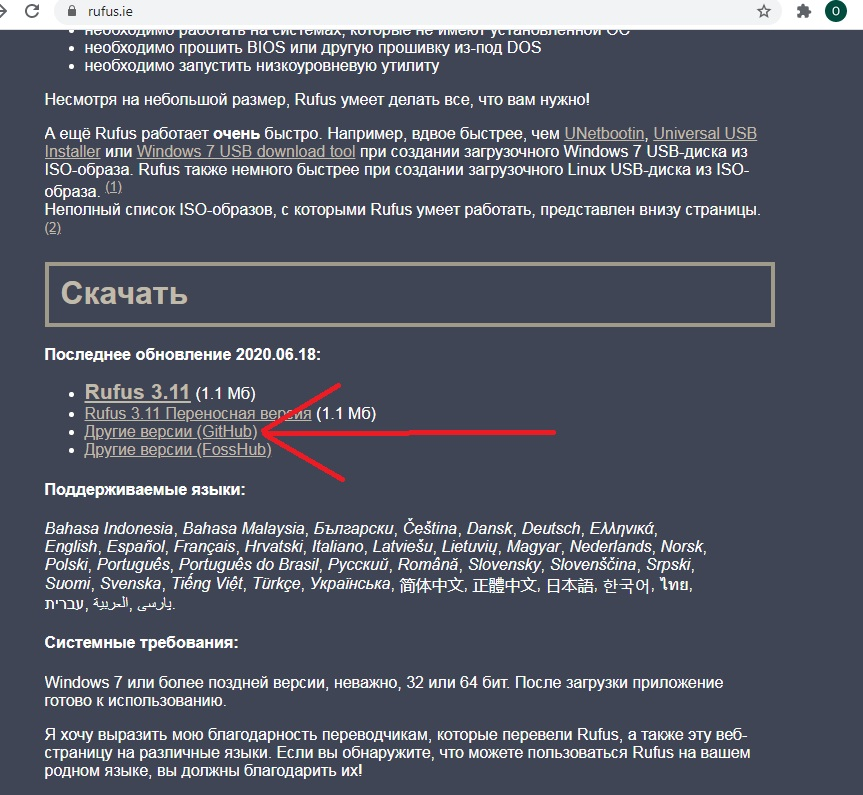 rufus.ie
O
необходимо работать на системах, которые не имеют установленной ОС
необходимо прошить BIOS или другую прошивку из-под DOS
необходимо запустить низкоуровневую утилиту
Несмотря на небольшой размер, Rufus умеет делать все, что вам нужно!
А ещё Rufus работает очень быстро. Например, вдвое быстрее, чем UNetbootin, Universal USB
Installer или Windows 7 USB download tool при создании загрузочного Windows 7 USB-диска из
ISO-образа. Rufus также немного быстрее при создании загрузочного Linux USB-диска из ISO-
образа. (1)
Неполный список ISO-образов, с которыми Rufus умеет работать, представлен внизу страницы.
(2)
Скачать
Последнее обновление 2020.06.18:
Rufus 3.11 (1.1 Мб)
Rufus 3.11 Переносная версия (1.1 Мб)
Другие версии (GitHub)
Другие версии (FossHub)
Поддерживаемые языки:
Bahasa Indonesia, Bahasa Malaysia, Български, Čeština, Dansk, Deutsch, Ελληνικά,
English, Español, Français, Hrvatski, Italiano, Latviešu, Lietuvių, Magyar, Nederlands, Norsk,
Polski, Português, Português do Brasil, Русский, Română, Slovensky, Slovenščina, Srpski,
Suomi, Svenska, Tiếng Việt, Türkçe, Українська, 简体中文, 正體中文, 日本語, 한국어, ไทย,
עברית, العربية, پارسی.
Системные требования:
Windows 7 или более поздней версии, неважно, 32 или 64 бит. После загрузки приложение
готово к использованию.
Я хочу выразить мою благодарность переводчикам, которые перевели Rufus, а также эту веб-
страницу на различные языки. Если вы обнаружите, что можете пользоваться Rufus на вашем
родном языке, вы должны благодарить их!